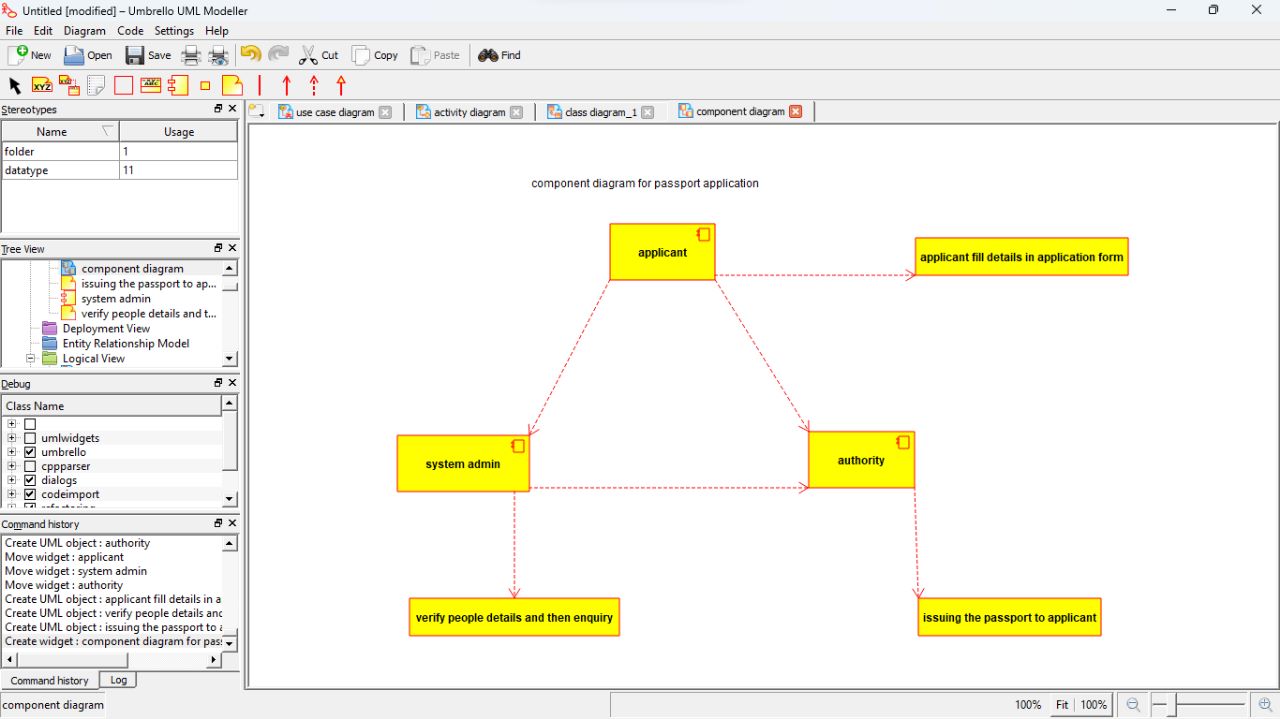 Untitled [modified] – Umbrello UML Modeller
File Edit Diagram Code Settings Help
New Open Save Cut Copy Paste Find
Stereotypes
Name Usage
folder 1
datatype 11
Tree View
component diagram
issuing the passport to ap...
system admin
verify people details and t...
Deployment View
Entity Relationship Model
Logical View
Debug
Class Name
umlwidgets
umbrello
cppparser
dialogs
codeimport
Command history
Create UML object : authority
Move widget : applicant
Move widget : system admin
Move widget : authority
Create UML object : applicant fill details in a
Create UML object : verify people details and
Create UML object : issuing the passport to
Create widget : component diagram for pas
Command history Log
component diagram
use case diagram activity diagram class diagram_1 component diagram
component diagram for passport application
applicant
applicant fill details in application form
system admin
authority
verify people details and then enquiry
issuing the passport to applicant
100% Fit 100%